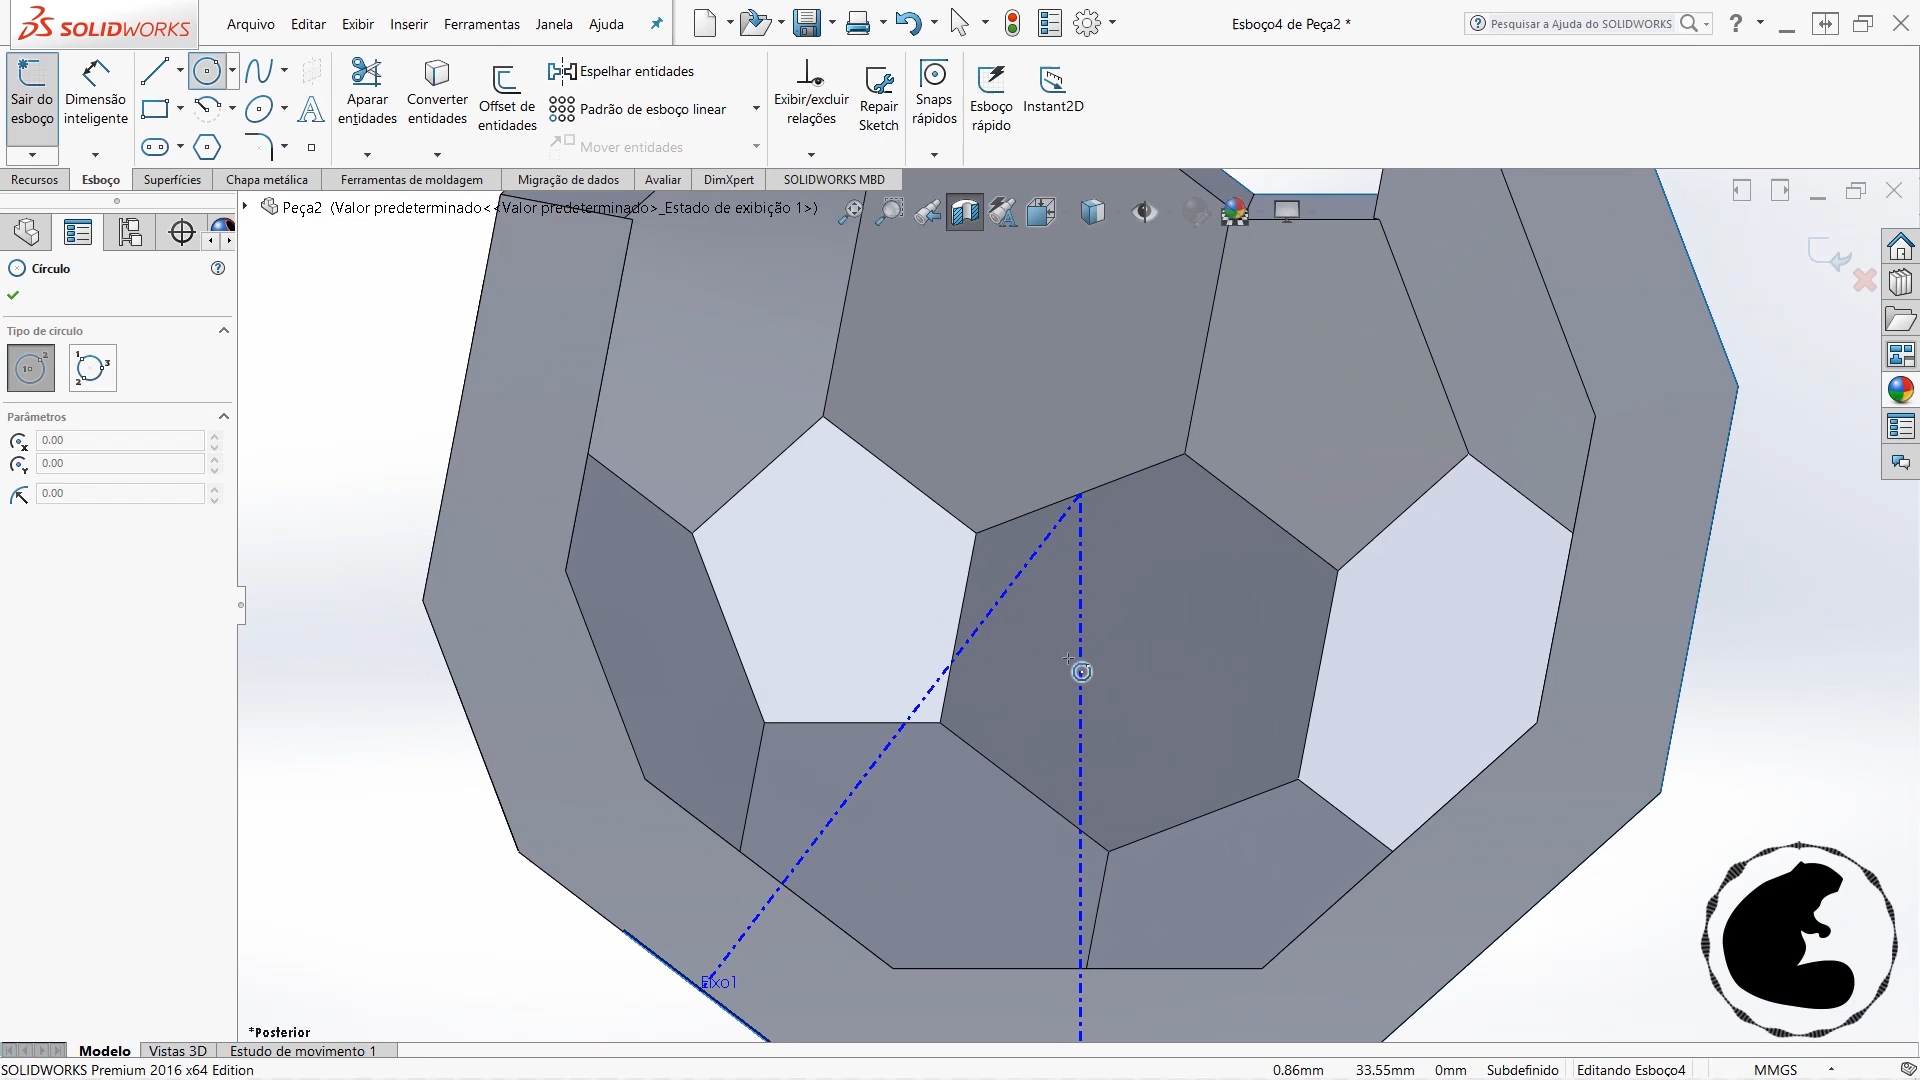 SOLIDWORKS
Arquivo Editar Exibir Inserir Ferramentas Janela Ajuda
Esboço4 de Peça2 *
Pesquisar a Ajuda do SOLIDWORKS
Sair do esboço
Dimensão inteligente
Aparar entidades
Converter entidades
Offset de entidades
Espelhar entidades
Padrão de esboço linear
Mover entidades
Exibir/excluir relações
Repair Sketch
Snaps rápidos
Esboço rápido
Instant2D
Recursos Esboço Superfícies Chapa metálica Ferramentas de moldagem Migração de dados Avaliar DimXpert SOLIDWORKS MBD
Peça2 (Valor predeterminado<<Valor predeterminado>_Estado de exibição 1>)
Círculo
Tipo de circulo
Parâmetros
0.00
0.00
0.00
Eixo1
*Posterior
Modelo Vistas 3D Estudo de movimento 1
SOLIDWORKS Premium 2016 x64 Edition
0.86mm 33.55mm 0mm Subdefinido Editando Esboço4 MMGS